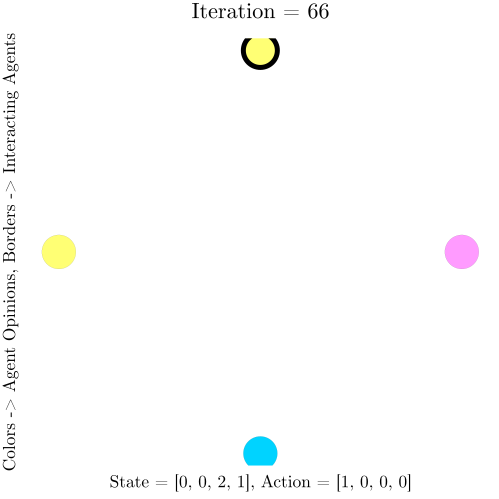 Iteration = 66
Colors -> Agent Opinions, Borders -> Interacting Agents
State = [0, 0, 2, 1], Action = [1, 0, 0, 0]